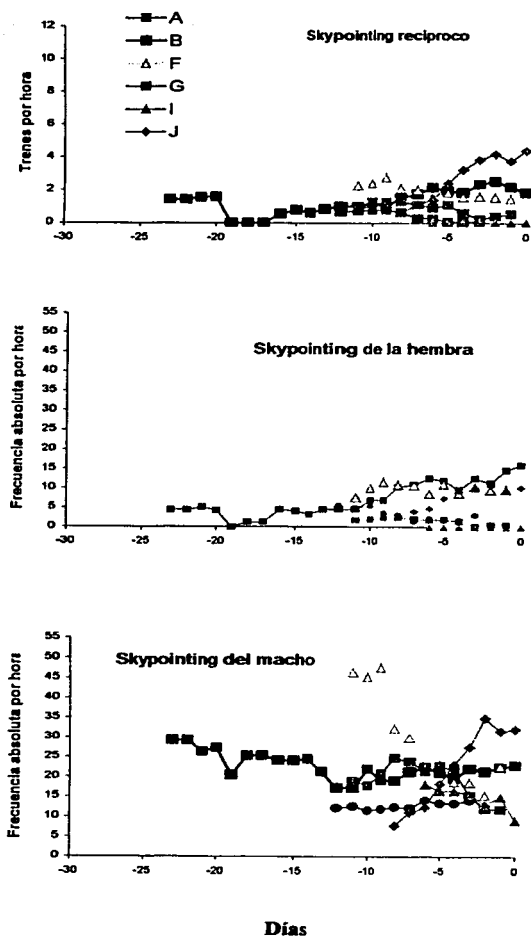 A
B
F
G
I
J
Skypointing reciproco
Trenes por hora
12
10
8
6
4
2
0
-30 -25 -20 -15 -10 -5 0
Skypointing de la hembra
Frecuencia absoluta por hora
55
50
45
40
35
30
25
20
15
10
5
0
-30 -25 -20 -15 -10 -5 0
Skypointing del macho
Frecuencia absoluta por hora
55
50
45
40
35
30
25
20
15
10
5
0
-30 -25 -20 -15 -10 -5 0
Días